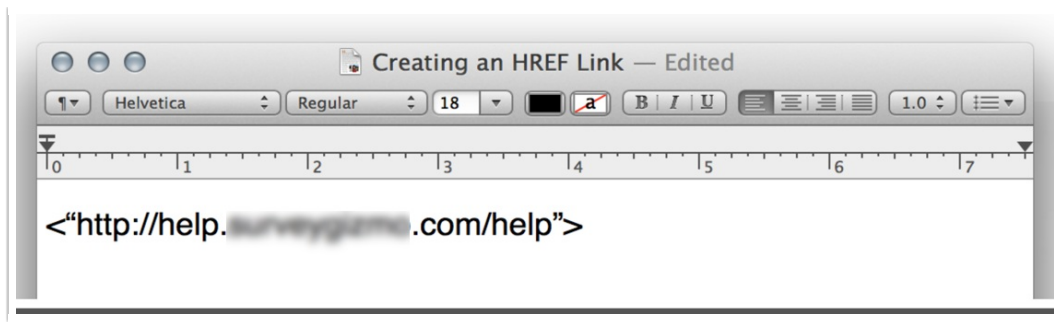 Creating an HREF Link — Edited
¶ Helvetica Regular 18 a B I U 1.0
0 1 2 3 4 5 6 7
<“http://help. .com/help”>